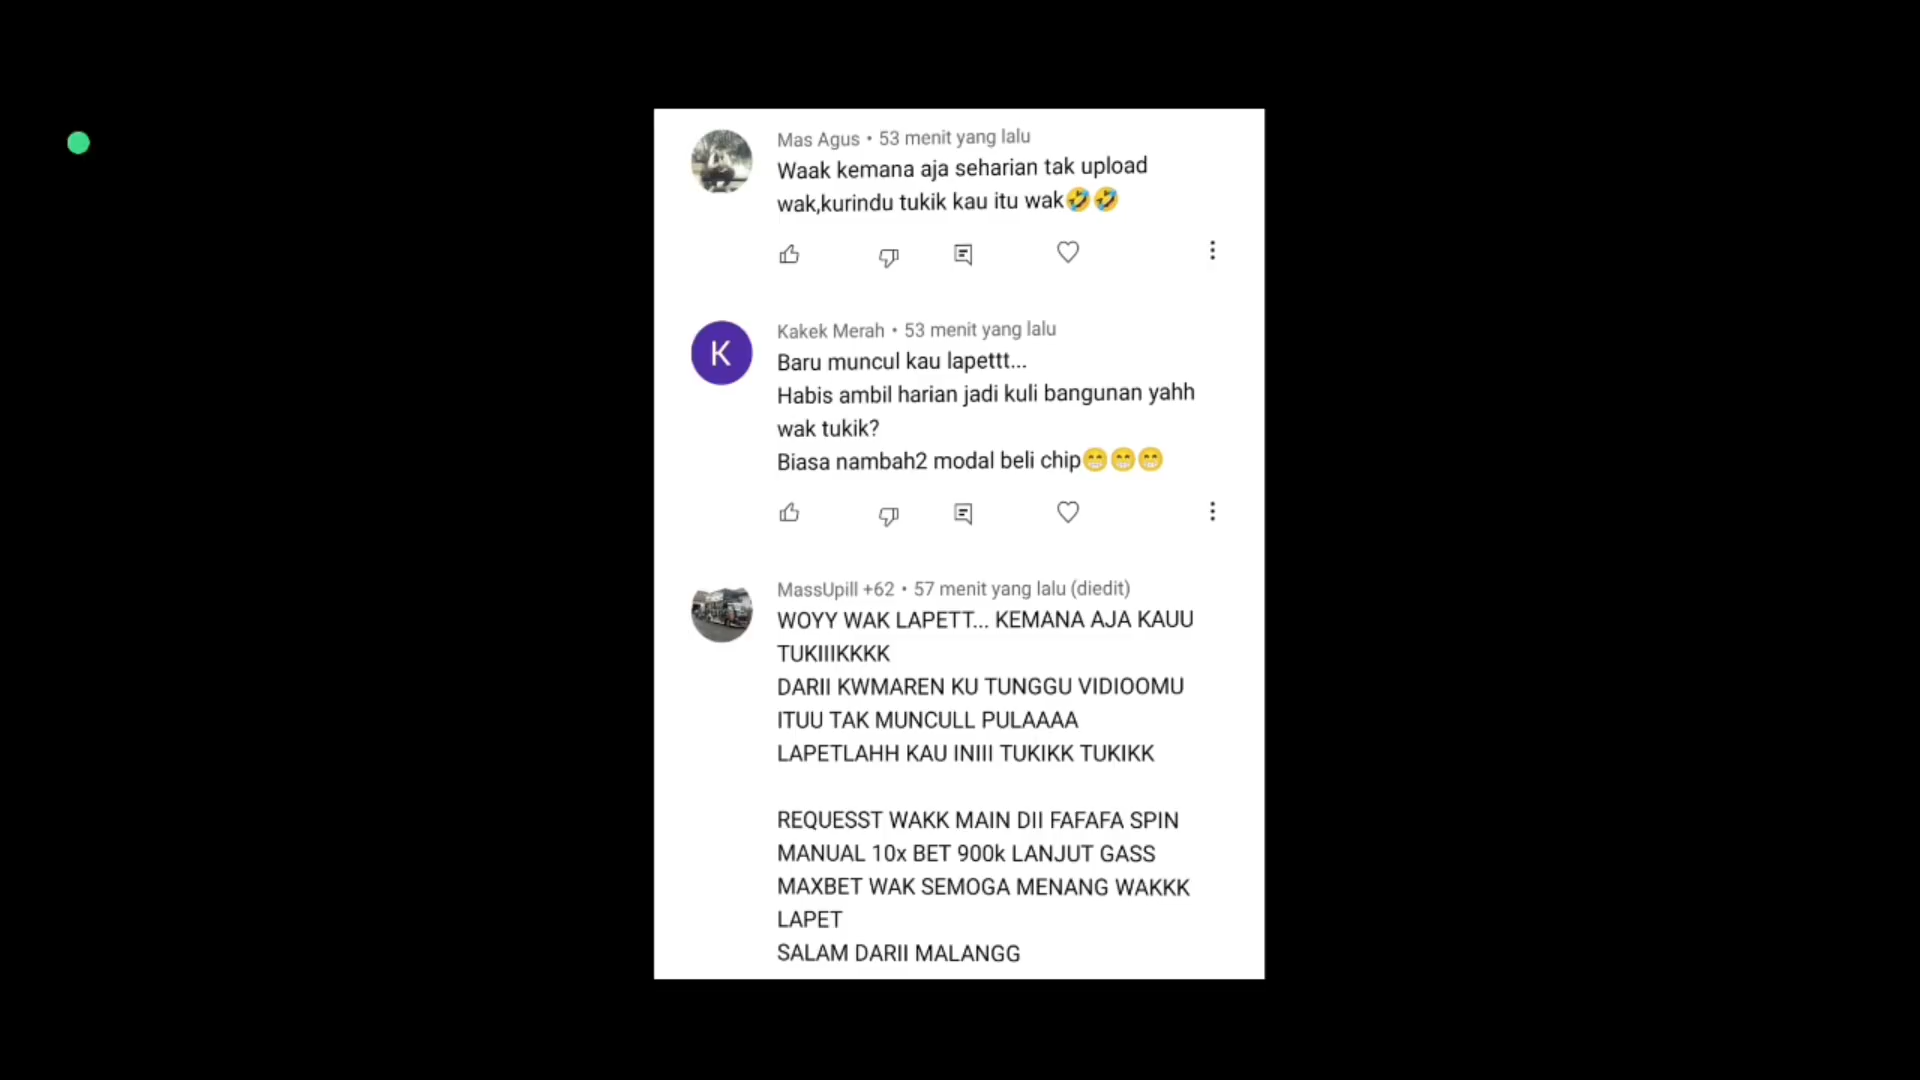 Mas Agus • 53 menit yang lalu
Waak kemana aja seharian tak upload
wak,kurindu tukik kau itu wak🤣🤣
K
Kakek Merah • 53 menit yang lalu
Baru muncul kau lapettt...
Habis ambil harian jadi kuli bangunan yahh
wak tukik?
Biasa nambah2 modal beli chip😁😁😁
MassUpill +62 • 57 menit yang lalu (diedit)
WOYY WAK LAPETT... KEMANA AJA KAUU
TUKIIIKKKK
DARII KWMAREN KU TUNGGU VIDIOOMU
ITUU TAK MUNCULL PULAAAA
LAPETLAHH KAU INIII TUKIKK TUKIKK
REQUESST WAKK MAIN DII FAFAFA SPIN
MANUAL 10x BET 900k LANJUT GASS
MAXBET WAK SEMOGA MENANG WAKKK
LAPET
SALAM DARII MALANGG